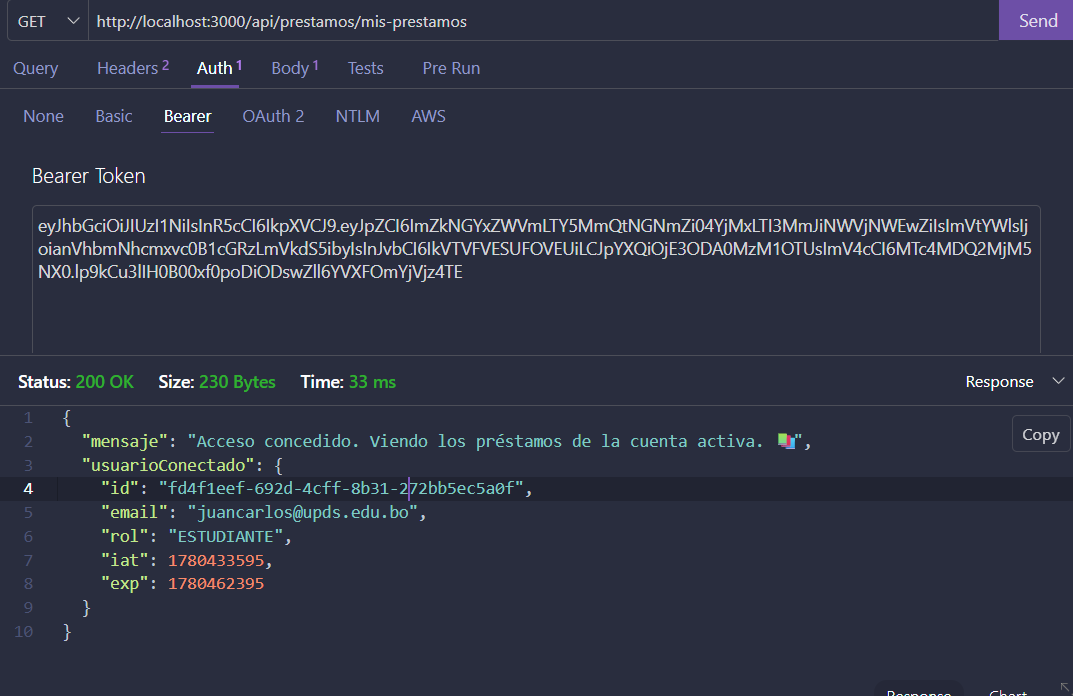 GET http://localhost:3000/api/prestamos/mis-prestamos Send
Query Headers 2 Auth 1 Body 1 Tests Pre Run
None Basic Bearer OAuth 2 NTLM AWS
Bearer Token
eyJhbGciOiJIUzI1NiIsInR5cCI6IkpXVCJ9.eyJpZCI6ImZkNGYxZWVmLTY5MmQtNGNmZi04YjMxLTI3MmJiNWVjNWEwZiIsImVtYWlsIj
oianVhbmNhcmxvc0B1cGRzLmVkdS5ibyIsInJvbCI6IkVTVFVESUFOVEUiLCJpYXQiOjE3ODA0MzM1OTUsImV4cCI6MTc4MDQ2MjM5
NX0.lp9kCu3lIH0B00xf0poDiODswZll6YVXFOmYjVjz4TE
Status: 200 OK Size: 230 Bytes Time: 33 ms Response
1 {
2 "mensaje": "Acceso concedido. Viendo los préstamos de la cuenta activa. 📚",
Copy
3 "usuarioConectado": {
4 "id": "fd4f1eef-692d-4cff-8b31-272bb5ec5a0f",
5 "email": "juancarlos@upds.edu.bo",
6 "rol": "ESTUDIANTE",
7 "iat": 1780433595,
8 "exp": 1780462395
9 }
10 }
Response Chart